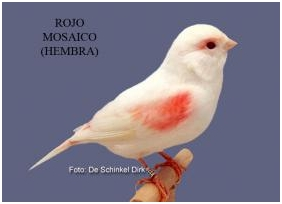 ROJO
MOSAICO
(HEMBRA)
Foto: De Schinkel Dirk